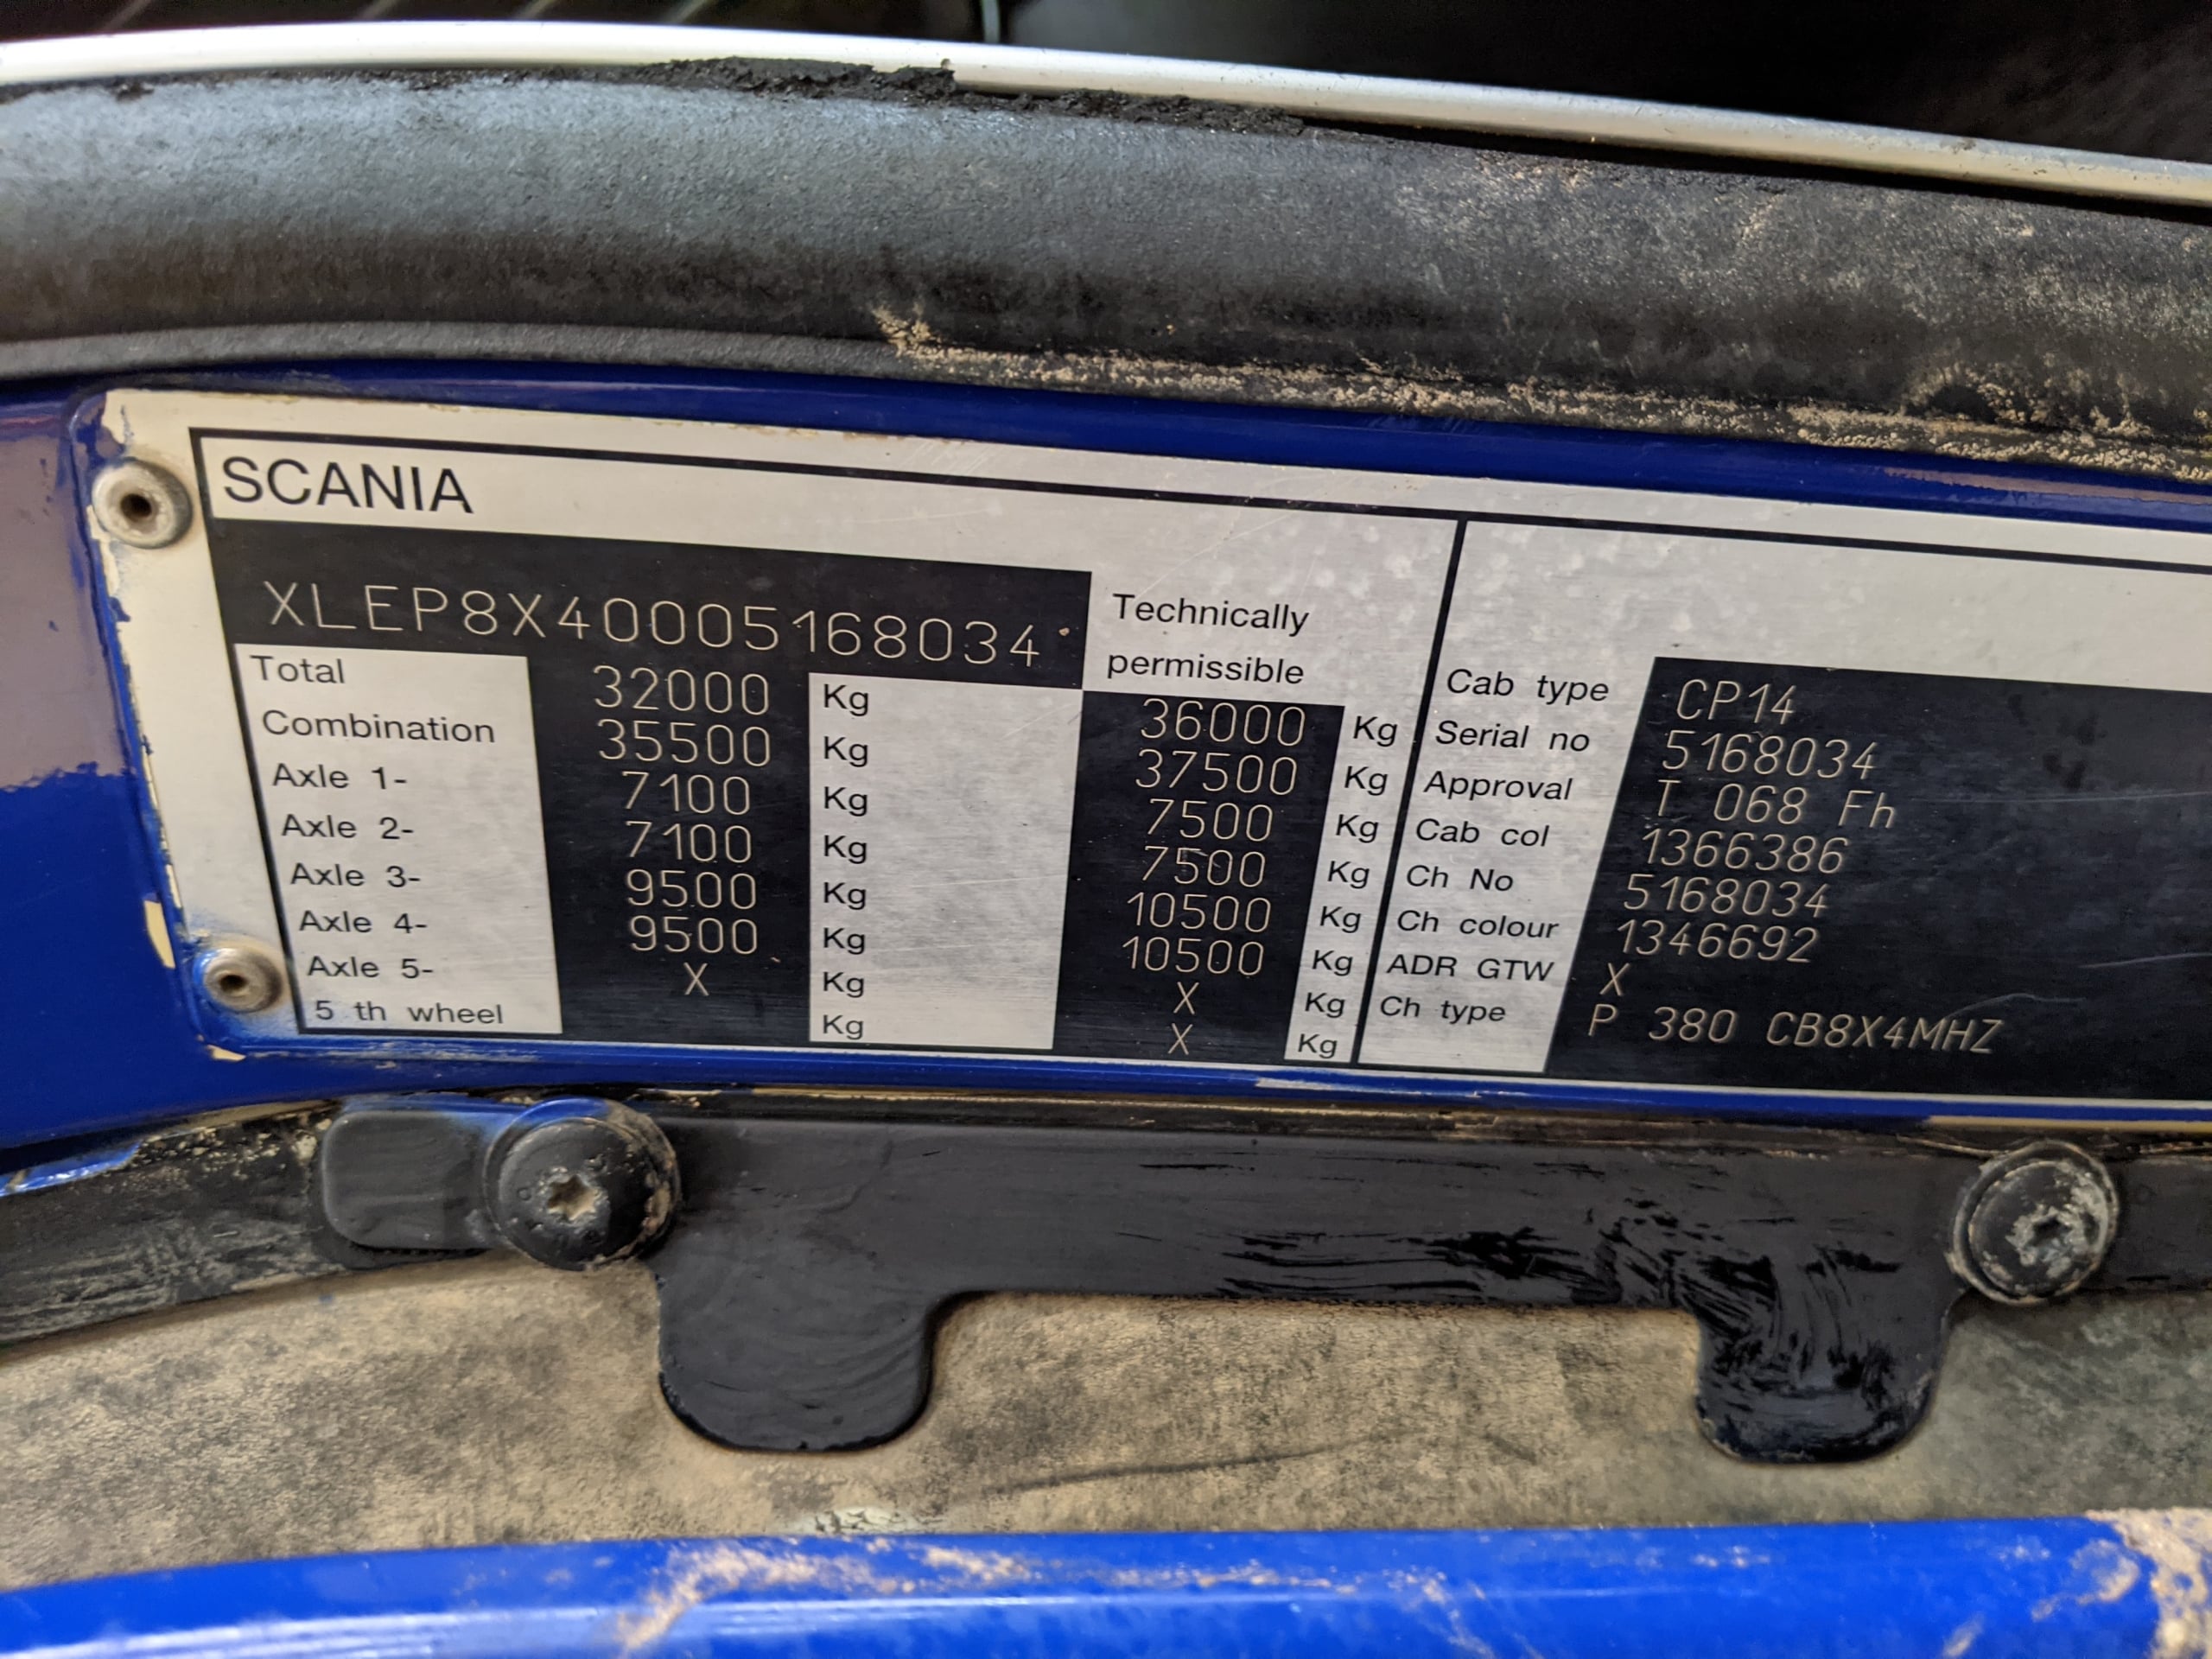 SCANIA
XLEP8X40005168034
Technically
permissible
Total 32000 Kg 36000 Kg
Combination 35500 Kg 37500 Kg
Axle 1- 7100 Kg 7500 Kg
Axle 2- 7100 Kg 7500 Kg
Axle 3- 9500 Kg 10500 Kg
Axle 4- 9500 Kg 10500 Kg
Axle 5- X Kg X Kg
5 th wheel Kg X Kg
Cab type CP14
Serial no 5168034
Approval T 068 Fh
Cab col 1366386
Ch No 5168034
Ch colour 1346692
ADR GTW X
Ch type P 380 CB8X4MHZ